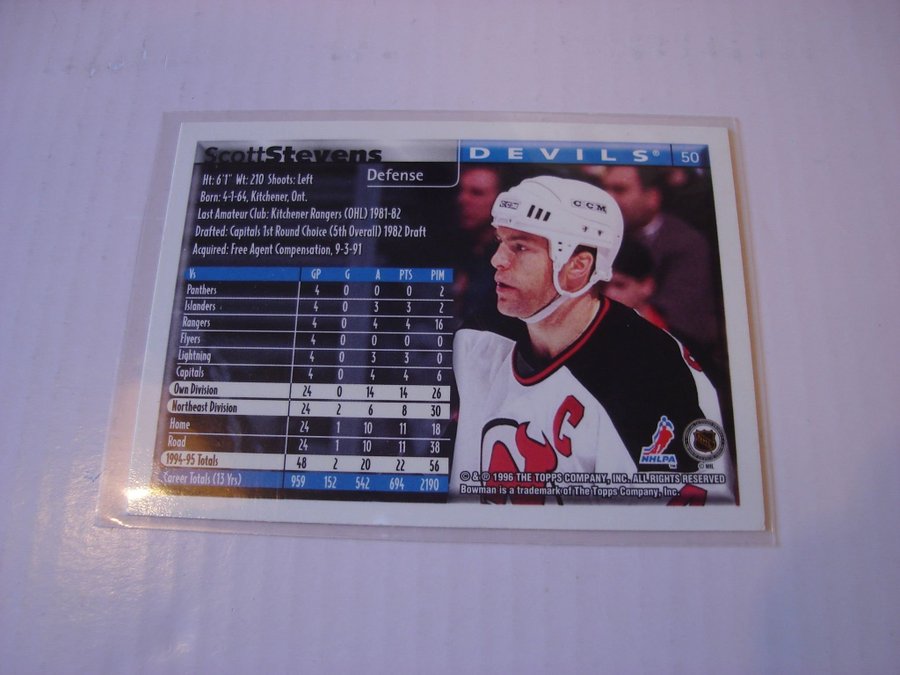 ScottStevens
DEVILS® 50
Defense
Ht: 6'1" Wt: 210 Shoots: Left
Born: 4-1-64, Kitchener, Ont.
Last Amateur Club: Kitchener Rangers (OHL) 1981-82
Drafted: Capitals 1st Round Choice (5th Overall) 1982 Draft
Acquired: Free Agent Compensation, 9-3-91
Vs GP G A PTS PIM
Panthers 4 0 0 0 2
Islanders 4 0 3 3 2
Rangers 4 0 4 4 16
Flyers 4 0 0 0 0
Lightning 4 0 3 3 0
Capitals 4 0 4 4 6
Own Division 24 0 14 14 26
Northeast Division 24 2 6 8 30
Home 24 1 10 11 18
Road 24 1 10 11 38
1994-95 Totals 48 2 20 22 56
Career Totals (13 Yrs) 959 152 542 694 2190
CCM
CCM
C
NHLPA
© NHL
© & ® 1996 THE TOPPS COMPANY, INC. ALL RIGHTS RESERVED
Bowman is a trademark of The Topps Company, Inc.